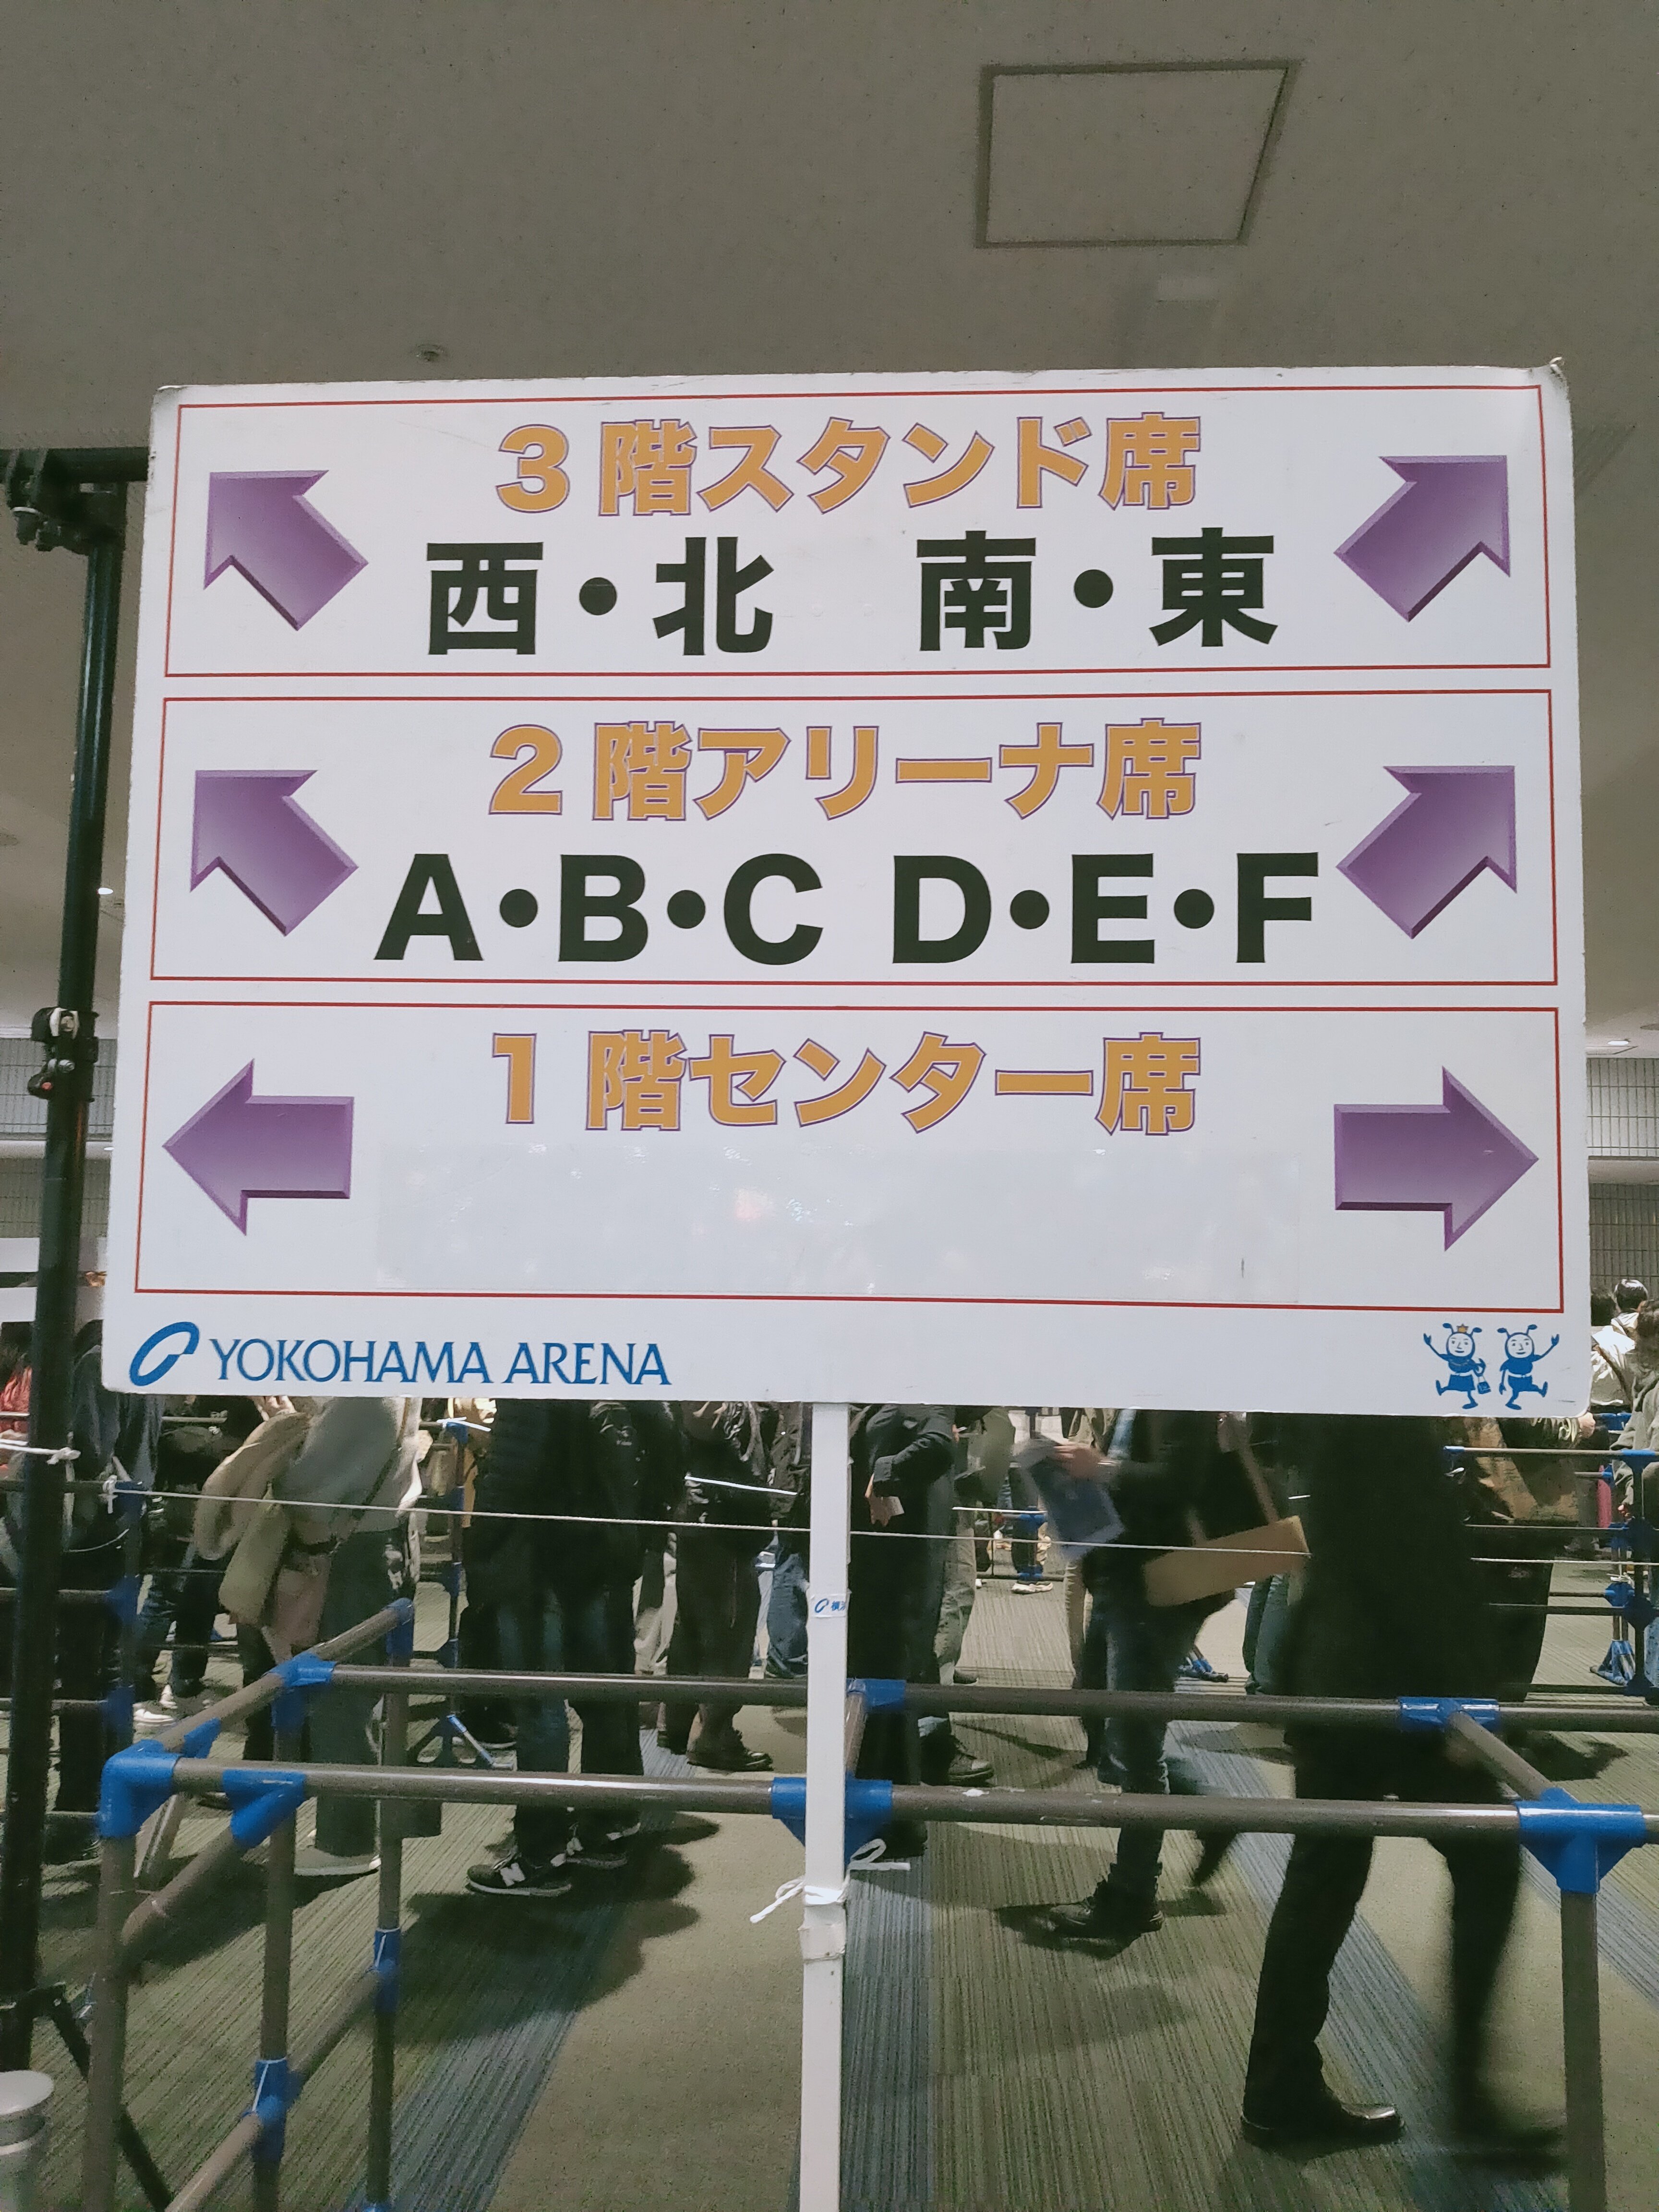 3階スタンド席
西・北　南・東
2階アリーナ席
A・B・C D・E・F
1階センター席
YOKOHAMA ARENA